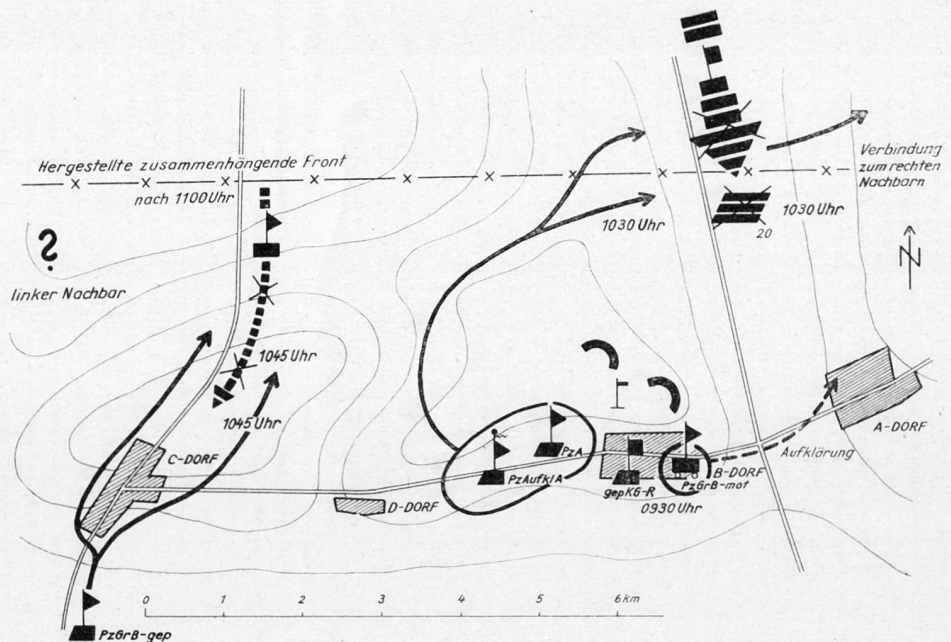 Hergestellte zusammenhängende Front
nach 1100 Uhr
Verbindung
zum rechten
Nachbarn
1030 Uhr
20
1030 Uhr
N
?
linker Nachbar
1045 Uhr
1045 Uhr
C-DORF
D-DORF
PzAufklA
PzA
gepKG-R
PzGrB-mot
B-DORF
0930 Uhr
Aufklärung
A-DORF
0 1 2 3 4 5 6 km
PzGrB-gep